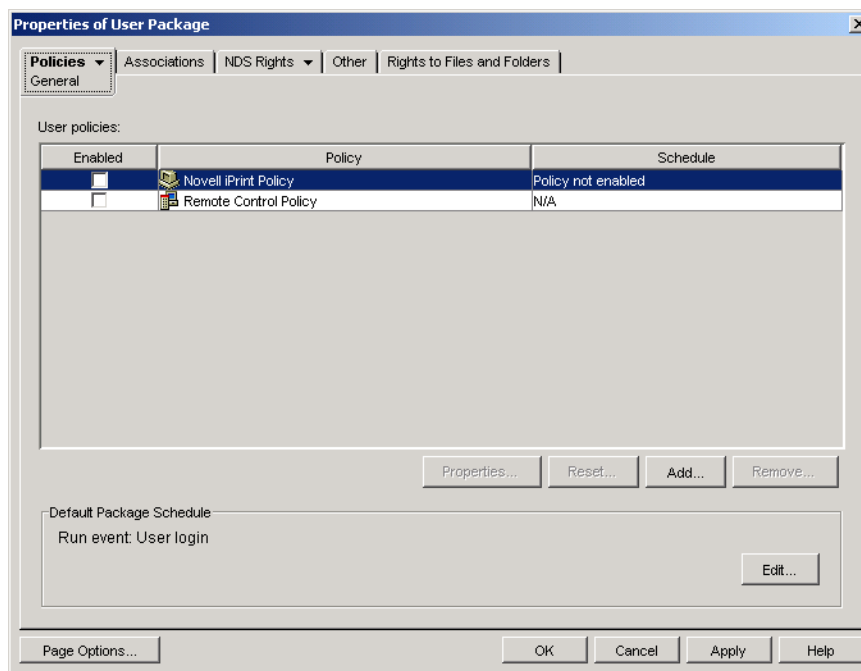 Properties of User Package
Policies Associations NDS Rights Other Rights to Files and Folders
General
User policies:
Enabled Policy Schedule
Novell iPrint Policy Policy not enabled
Remote Control Policy N/A
Properties... Reset... Add... Remove...
Default Package Schedule
Run event: User login
Edit...
Page Options... OK Cancel Apply Help